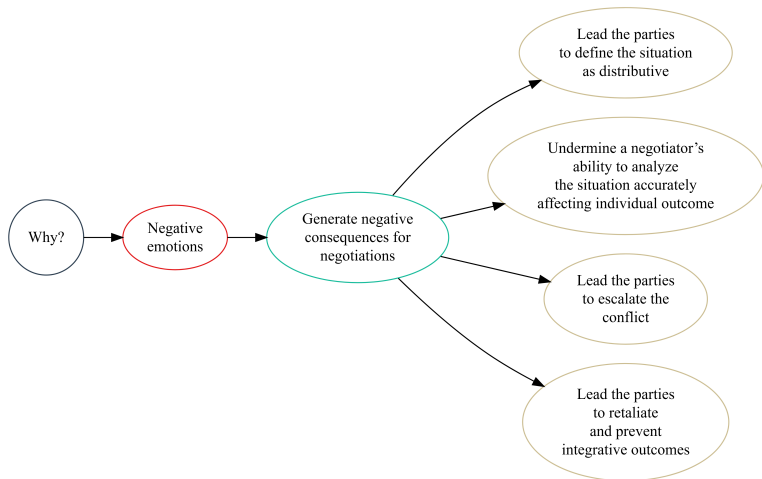 Why?
Negative
emotions
Generate negative
consequences for
negotiations
Lead the parties
to define the situation
as distributive
Undermine a negotiator’s
ability to analyze
the situation accurately
affecting individual outcome
Lead the parties
to escalate the
conflict
Lead the parties
to retaliate
and prevent
integrative outcomes